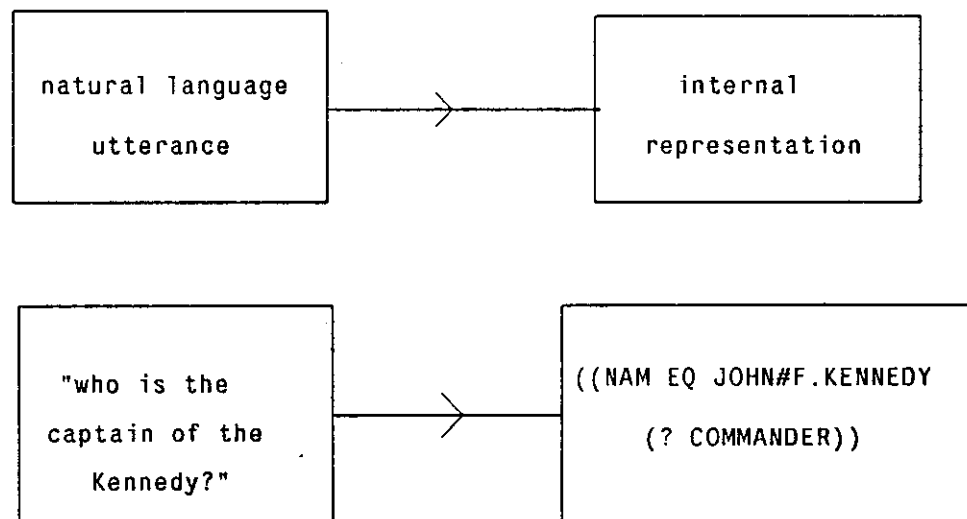 natural language
utterance
internal
representation
"who is the
captain of the
Kennedy?"
((NAM EQ JOHN#F.KENNEDY
(? COMMANDER))